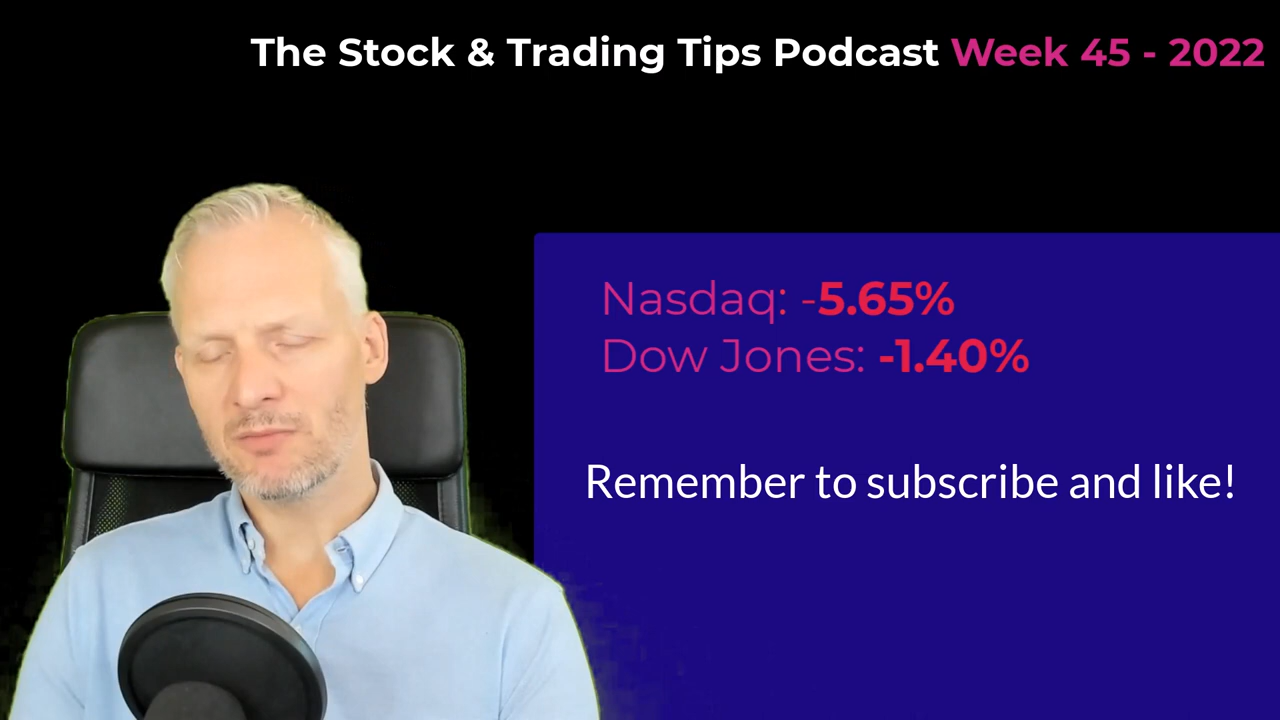 The Stock & Trading Tips Podcast Week 45 - 2022
Nasdaq: -5.65%
Dow Jones: -1.40%
Remember to subscribe and like!